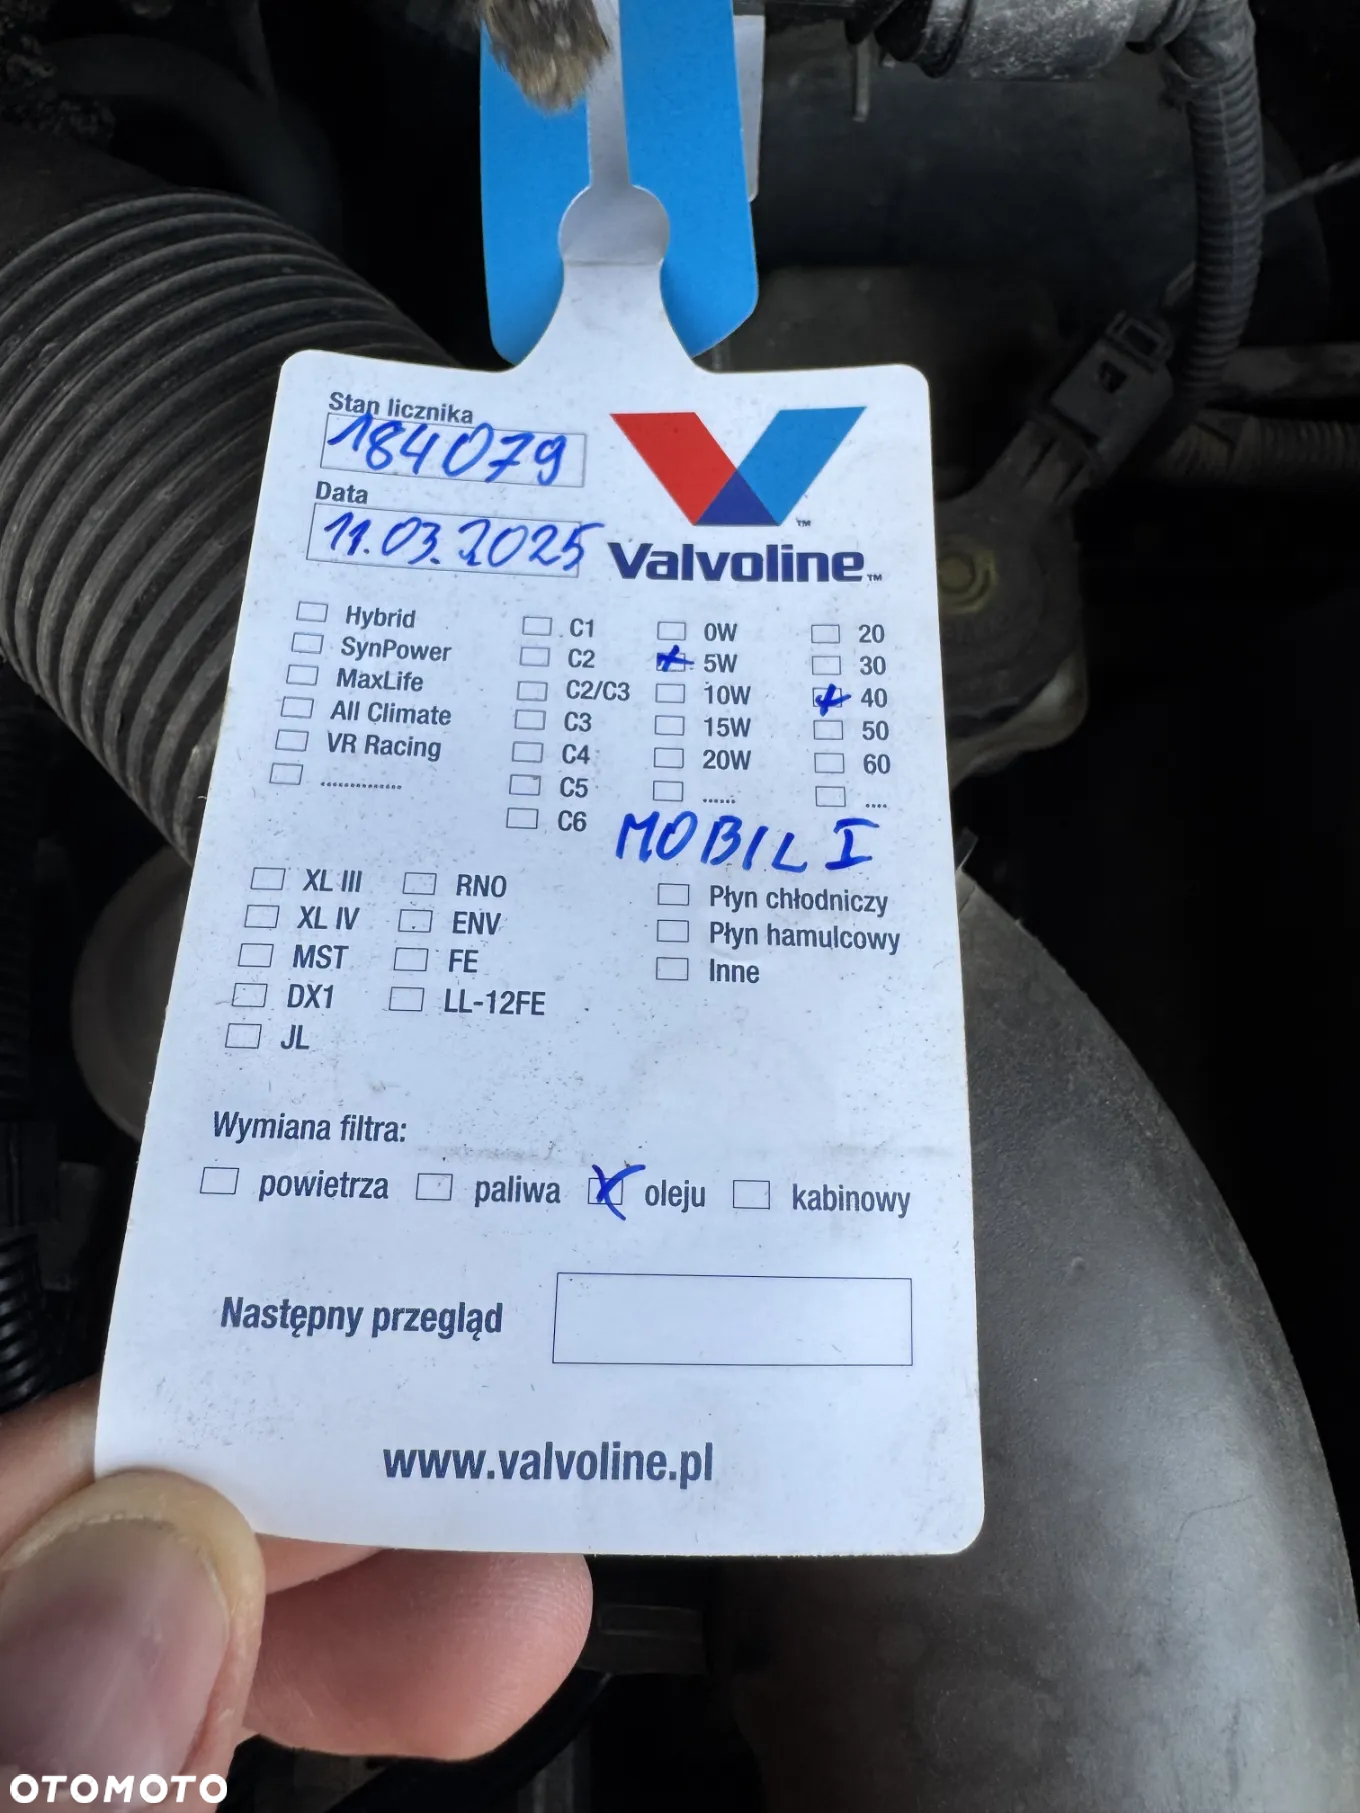 Stan licznika
184079
Data
11.03.2025
Valvoline™
Hybrid
SynPower
MaxLife
All Climate
VR Racing
..............
C1
C2
C2/C3
C3
C4
C5
C6
0W
5W
10W
15W
20W
......
20
30
40
50
60
....
MOBIL I
XL III
XL IV
MST
DX1
JL
RNO
ENV
FE
LL-12FE
Płyn chłodniczy
Płyn hamulcowy
Inne
Wymiana filtra:
powietrza paliwa oleju kabinowy
Następny przegląd
www.valvoline.pl
OTOMOTO